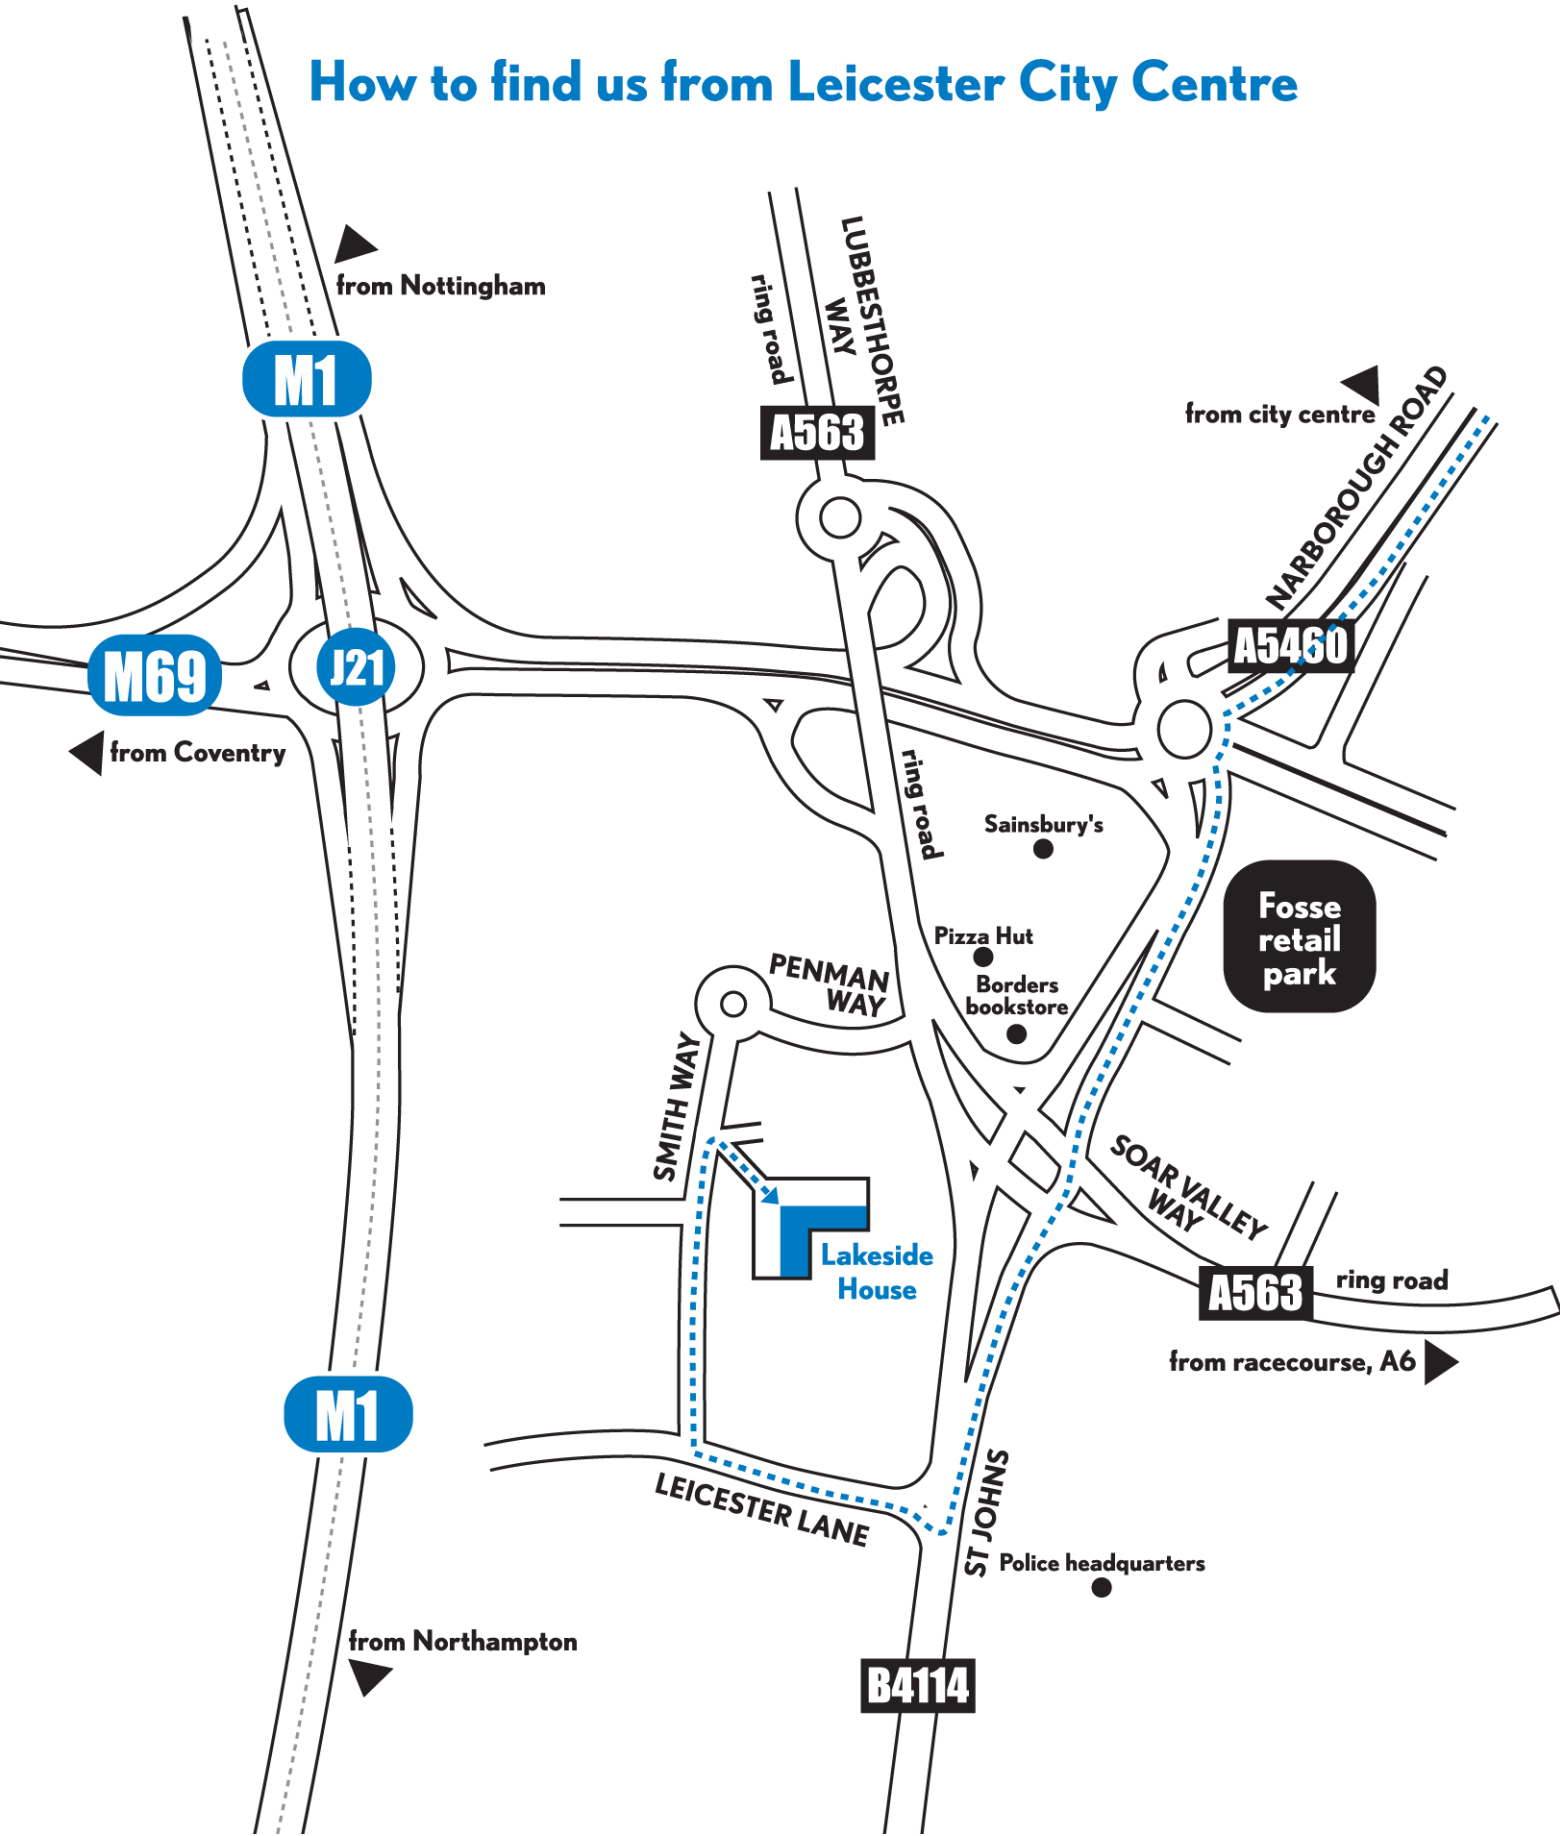 How to find us from Leicester City Centre
from Nottingham
M1
LUBBESTHORPE
WAY
ring road
A563
from city centre
NARBOROUGH ROAD
A5460
M69
J21
from Coventry
ring road
Sainsbury's
Pizza Hut
Borders
bookstore
Fosse
retail
park
PENMAN
WAY
SMITH WAY
SOAR VALLEY
WAY
Lakeside
House
A563
ring road
from racecourse, A6
M1
LEICESTER LANE
ST JOHNS
Police headquarters
from Northampton
B4114